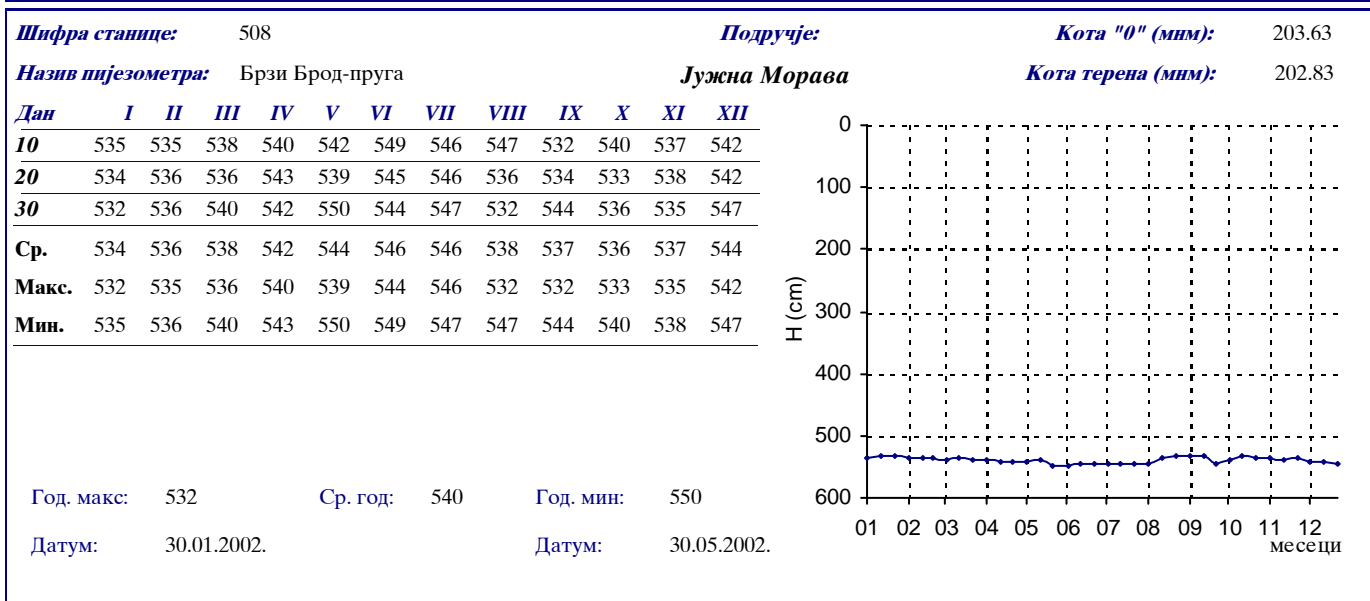 Шифра станице: 508 Подручје: Кота "0" (мнм): 203.63
Назив пијезометра: Брзи Брод-пруга Јужна Морава Кота терена (мнм): 202.83
Дан I II III IV V VI VII VIII IX X XI XII
10 535 535 538 540 542 549 546 547 532 540 537 542
20 534 536 536 543 539 545 546 536 534 533 538 542
30 532 536 540 542 550 544 547 532 544 536 535 547
Ср. 534 536 538 542 544 546 546 538 537 536 537 544
Макс. 532 535 536 540 539 544 546 532 532 533 535 542
Мин. 535 536 540 543 550 549 547 547 544 540 538 547
Год. макс: 532 Ср. год: 540 Год. мин: 550
Датум: 30.01.2002. Датум: 30.05.2002.
H (cm)
0
100
200
300
400
500
600
01 02 03 04 05 06 07 08 09 10 11 12
месеци